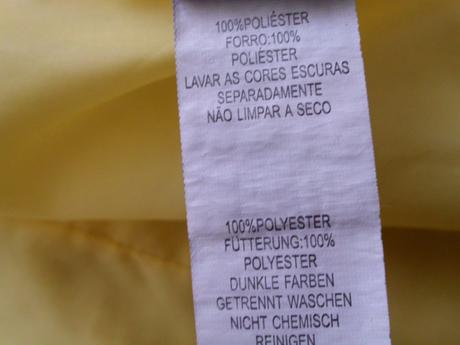 100%POLIÉSTER
FORRO:100%
POLIÉSTER
LAVAR AS CORES ESCURAS
SEPARADAMENTE
NÃO LIMPAR A SECO
100%POLYESTER
FÜTTERUNG:100%
POLYESTER
DUNKLE FARBEN
GETRENNT WASCHEN
NICHT CHEMISCH
REINIGEN